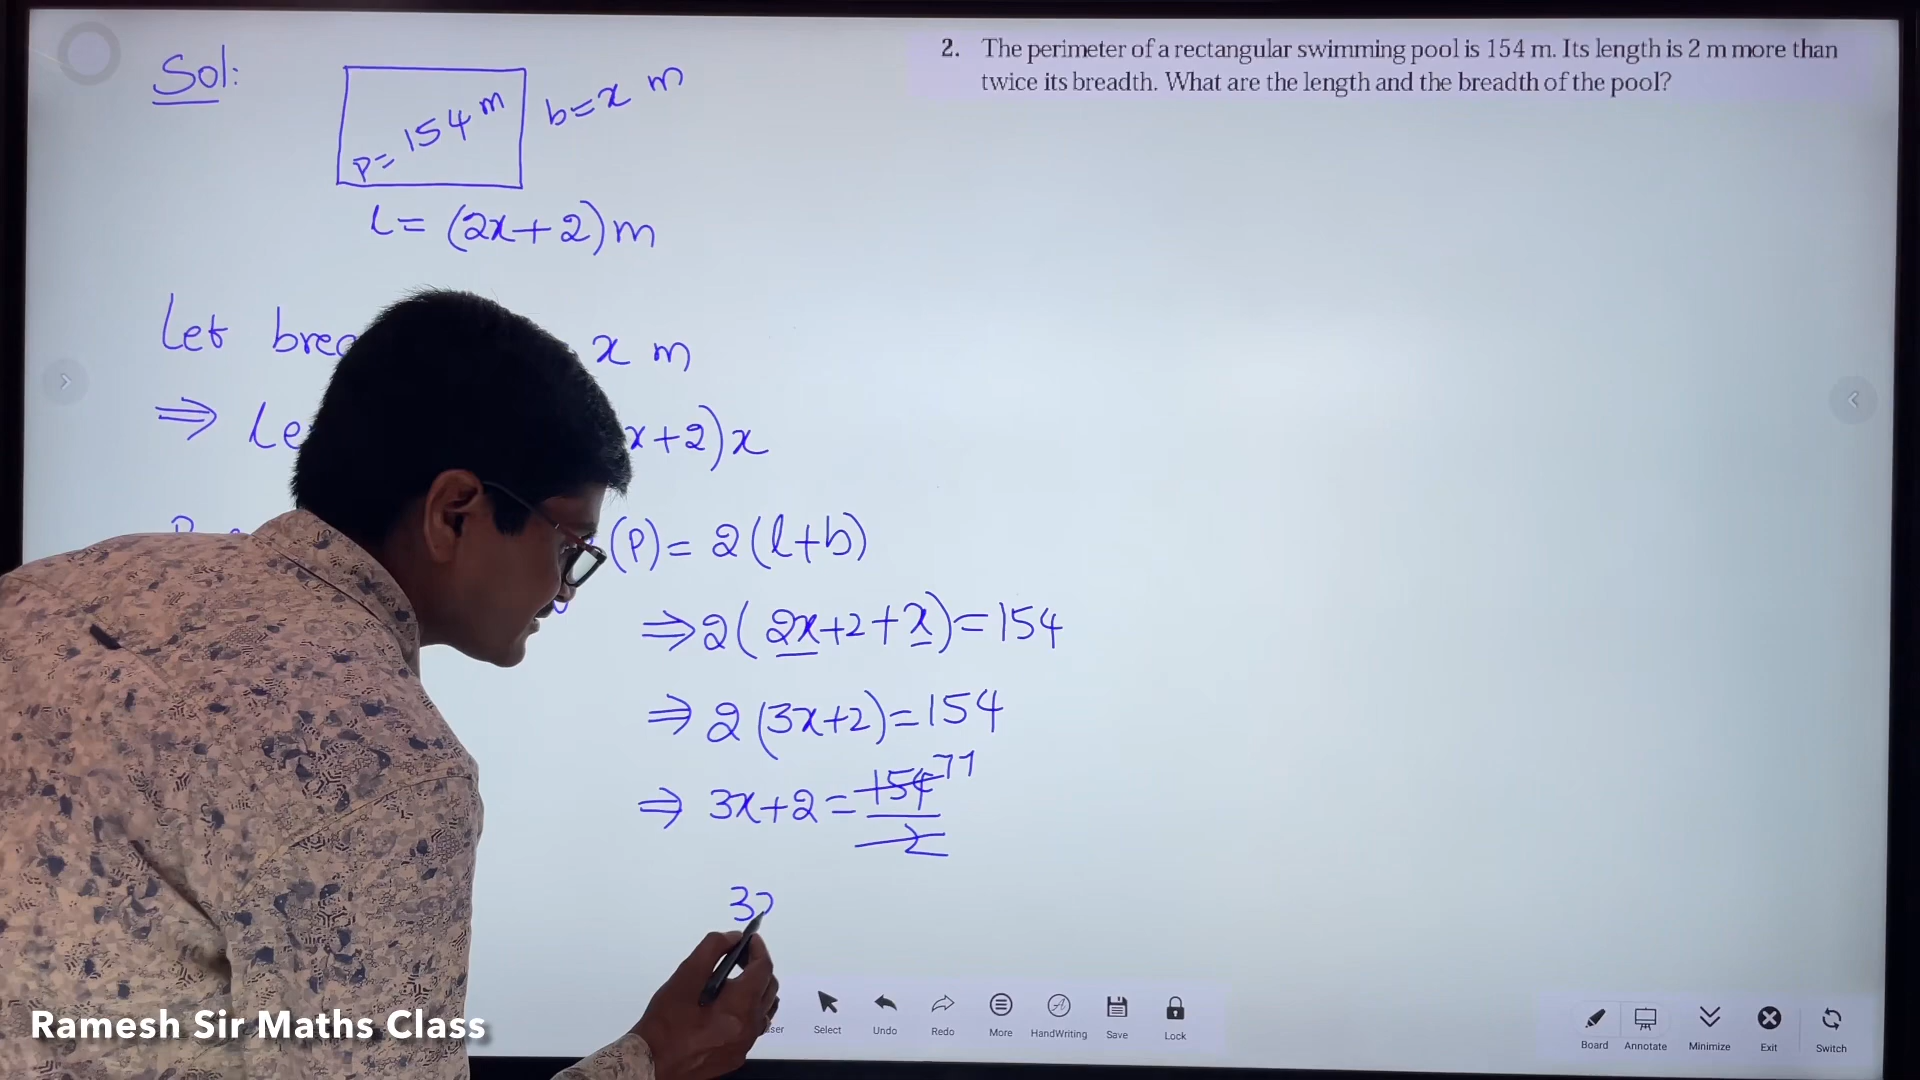 Sol:
P= 154 m
b=x m
l= (2x+2)m
2. The perimeter of a rectangular swimming pool is 154 m. Its length is 2 m more than
twice its breadth. What are the length and the breadth of the pool?
Let x m
⇒ x+2)x
(P)= 2(l+b)
⇒2(2x+2+x)=154
⇒ 2(3x+2)=154
⇒ 3x+2=154/2 77
3
Ramesh Sir Maths Class
Select Undo Redo More HandWriting Save Lock
Board Annotate Minimize Exit Switch